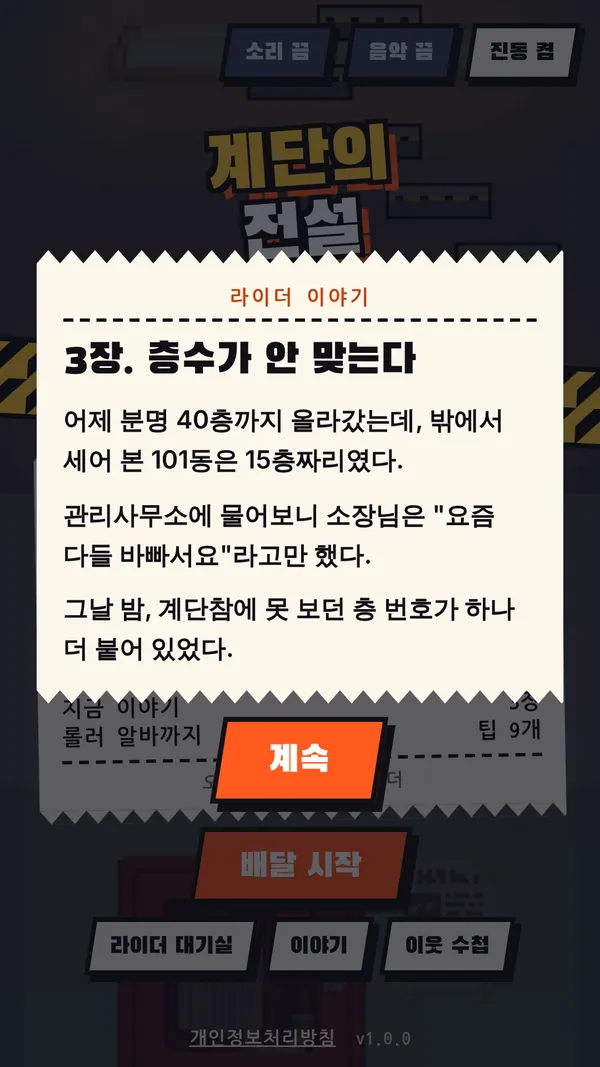 소리 끔
음악 끔
진동 켬
계단의
전설
라이더 이야기
3장. 층수가 안 맞는다
어제 분명 40층까지 올라갔는데, 밖에서
세어 본 101동은 15층짜리였다.
관리사무소에 물어보니 소장님은 "요즘
다들 바빠서요"라고만 했다.
그날 밤, 계단참에 못 보던 층 번호가 하나
더 붙어 있었다.
지금 이야기
롤러 알바까지
팁 9개
계속
배달 시작
라이더 대기실
이야기
이웃 수첩
개인정보처리방침 v1.0.0